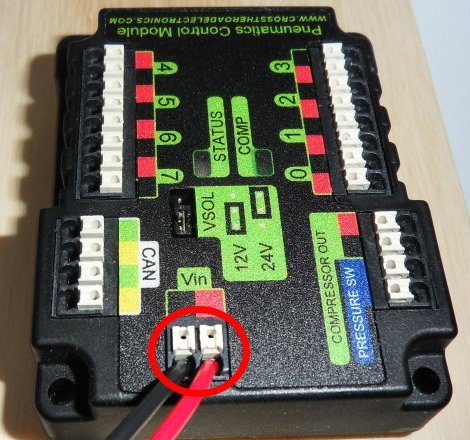 WWW.CROSSTHEROADELECTRONICS.COM
Pneumatics Control Module
4
5
6
7
STATUS
COMP
3
2
1
0
VSOL
12V
24V
CAN
Vin
COMPRESSOR OUT
PRESSURE SW